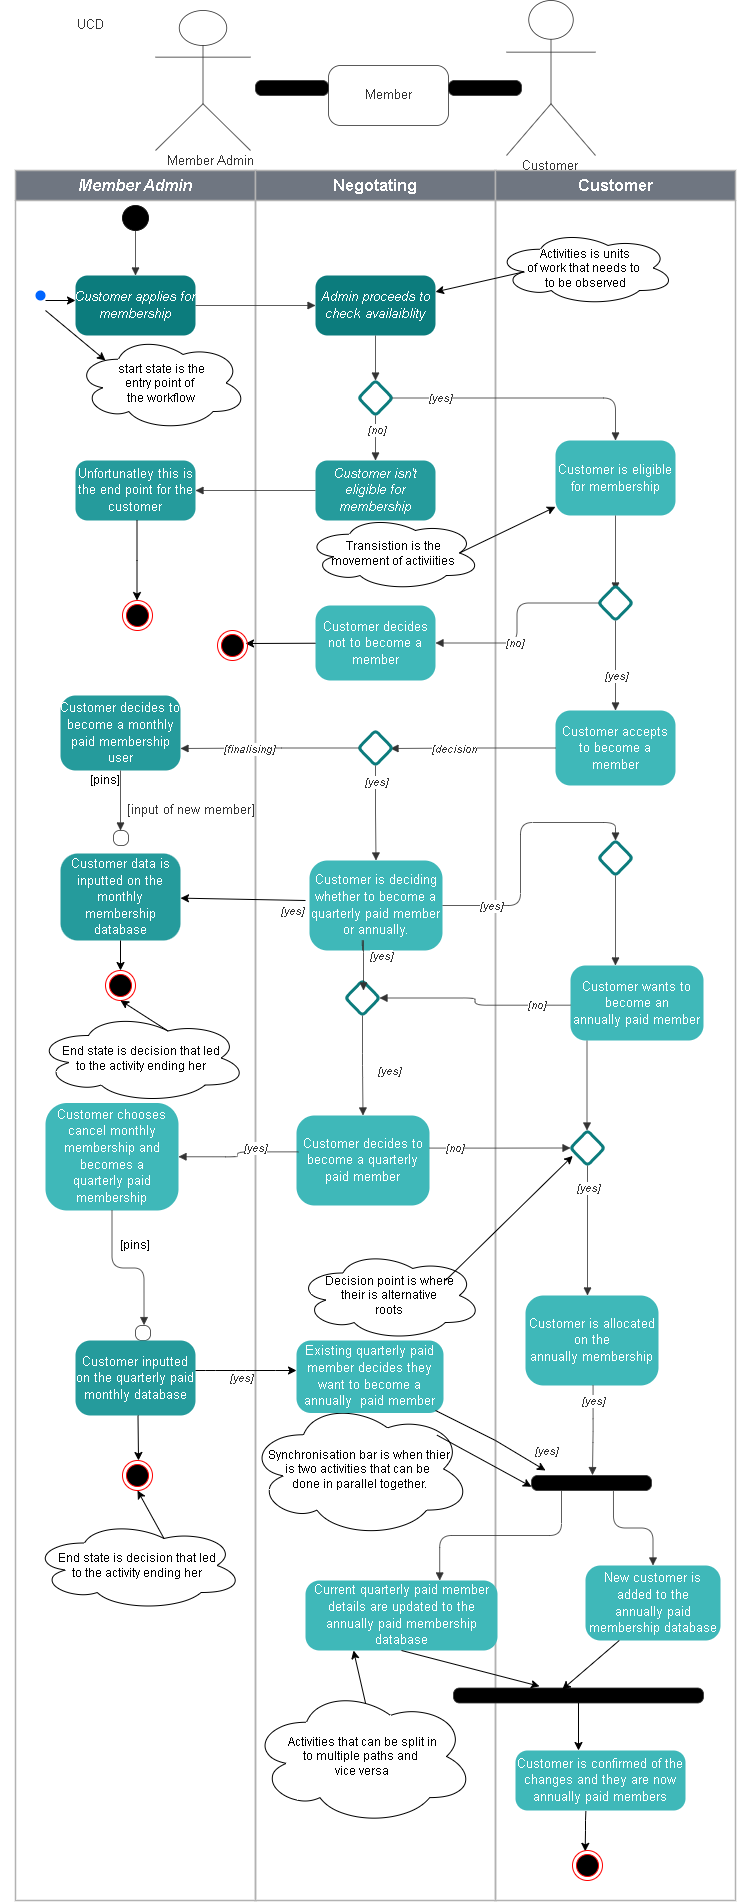 UCD
Member
Member Admin
Customer
Member Admin
Negotating
Customer
Customer applies for
membership
Admin proceeds to
check availaiblity
Activities is units
of work that needs to
to be observed
start state is the
entry point of
the workflow
[yes]
[no]
Unfortunatley this is
the end point for the
customer
Customer isn't
eligible for
membership
Customer is eligible
for membership
Transistion is the
movement of activiities
Customer decides
not to become a
member
[no]
[yes]
Customer decides to
become a monthly
paid membership
user
[finalising]
[decision
Customer accepts
to become a
member
[pins]
[yes]
[input of new member]
Customer data is
inputted on the
monthly
membership
database
[yes]
Customer is deciding
whether to become a
quarterly paid member
or annually.
[yes]
[yes]
Customer wants to
become an
annually paid member
[no]
End state is decision that led
to the activity ending her
[yes]
Customer chooses
cancel monthly
membership and
becomes a
quarterly paid
membership
[yes]
Customer decides to
become a quarterly
paid member
[no]
[yes]
[pins]
Decision point is where
their is alternative
roots
Customer is allocated
on the
annually membership
Customer inputted
on the quarterly paid
monthly database
[yes]
Existing quarterly paid
member decides they
want to become a
annually  paid member
[yes]
[yes]
Synchronisation bar is when thier
is two activities that can be
done in parallel together.
End state is decision that led
to the activity ending her
Current quarterly paid member
details are updated to the
annually paid membership
database
New customer is
added to the
annually paid
membership database
Activities that can be split in
to multiple paths and
vice versa
Customer is confirmed of the
changes and they are now
annually paid members